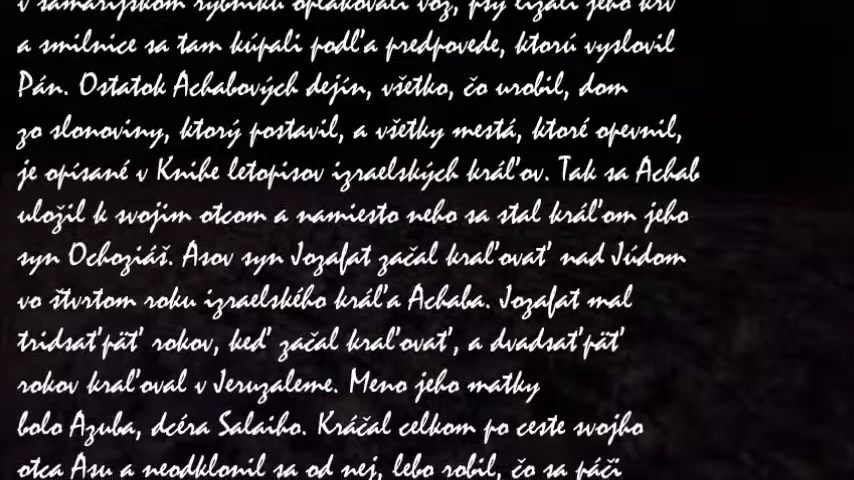 v samarijskom rybníku oplakovali voz, psy lízali jeho krv
a smilnice sa tam kúpali podľa predpovede, ktorú vyslovil
Pán. Ostatok Achabových dejín, všetko, čo urobil, dom
zo slonoviny, ktorý postavil, a všetky mestá, ktoré opevnil,
je opísané v Knihe letopisov izraelských kráľov. Tak sa Achab
uložil k svojim otcom a namiesto neho sa stal kráľom jeho
syn Ochoziáš. Asov syn Jozafat začal kraľovať nad Júdom
vo štvrtom roku izraelského kráľa Achaba. Jozafat mal
tridsaťpäť rokov, keď začal kraľovať, a dvadsaťpäť
rokov kraľoval v Jeruzaleme. Meno jeho matky
bolo Azuba, dcéra Salaiho. Kráčal celkom po ceste svojho
otca Asu a neodklonil sa od nej, lebo robil, čo sa páči